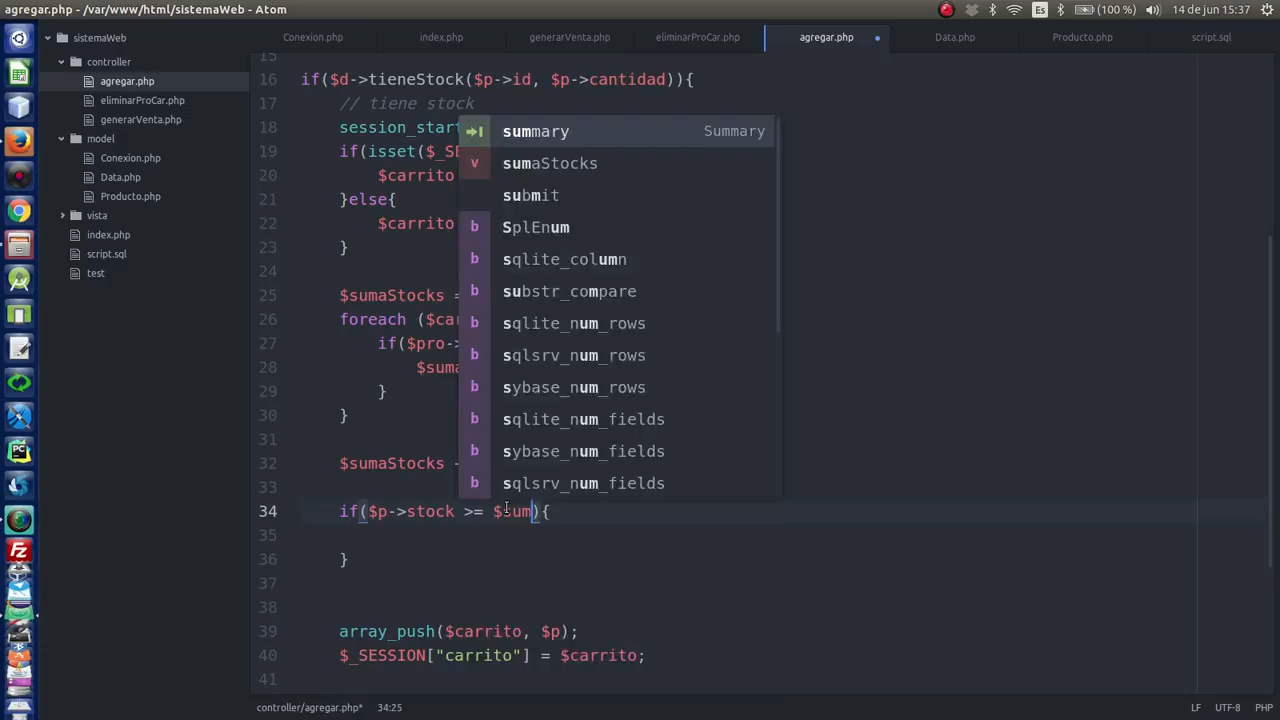 agregar.php - /var/www/html/sistemaWeb - Atom
Es
(100 %)
14 de jun 15:37
sistemaWeb
controller
agregar.php
eliminarProCar.php
generarVenta.php
model
Conexion.php
Data.php
Producto.php
vista
index.php
script.sql
test
Conexion.php index.php generarVenta.php eliminarProCar.php agregar.php Data.php Producto.php script.sql
15
16 if($d->tieneStock($p->id, $p->cantidad)){
17 // tiene stock
18 session_start
19 if(isset($_SE
20 $carrito
21 }else{
22 $carrito
23 }
24
25 $sumaStocks =
26 foreach ($car
27 if($pro->
28 $suma
29 }
30 }
31
32 $sumaStocks
33
34 if($p->stock >= $sum){
35
36 }
37
38
39 array_push($carrito, $p);
40 $_SESSION["carrito"] = $carrito;
41
summary Summary
v sumaStocks
submit
b SplEnum
b sqlite_column
b substr_compare
b sqlite_num_rows
b sqlsrv_num_rows
b sybase_num_rows
b sqlite_num_fields
b sybase_num_fields
b sqlsrv_num_fields
PC
Fz
controller/agregar.php* 34:25
LF UTF-8 PHP